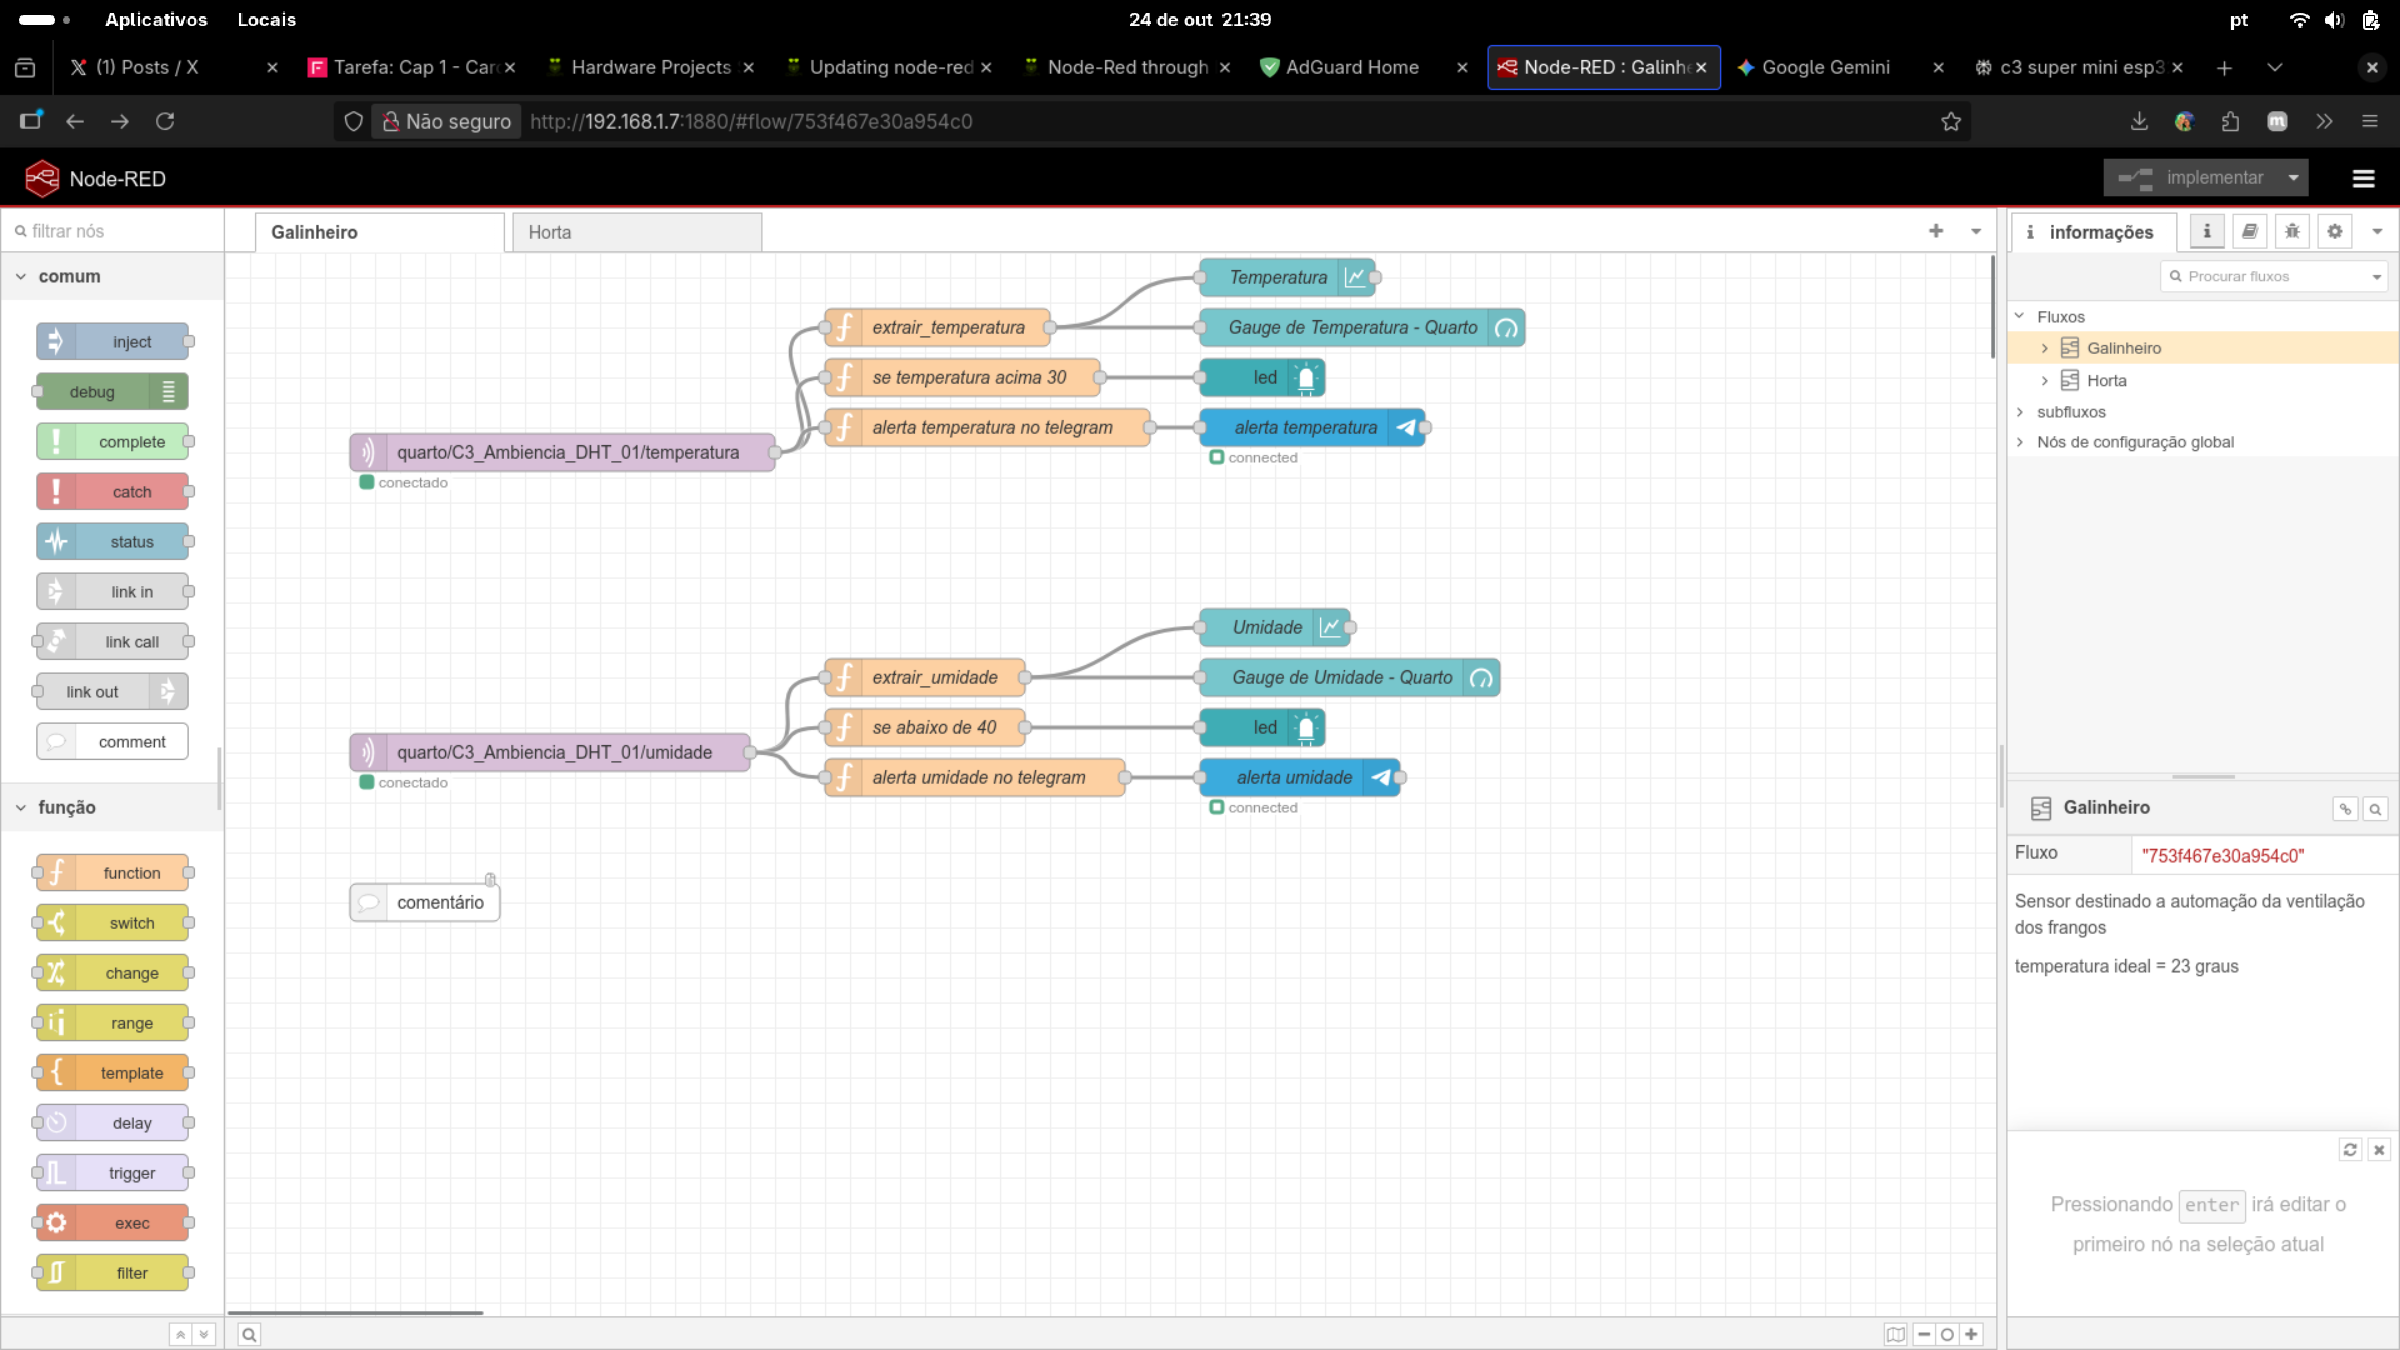 Aplicativos Locais 24 de out 21:39 pt
(1) Posts / X Tarefa: Cap 1 - Car Hardware Projects Updating node-red Node-Red through AdGuard Home Node-RED : Galinhe Google Gemini c3 super mini esp3
Não seguro http://192.168.1.7:1880/#flow/753f467e30a954c0
Node-RED implementar
filtrar nós
Galinheiro Horta
informações
Procurar fluxos
Fluxos
Galinheiro
Horta
subfluxos
Nós de configuração global
comum
inject
debug
complete
catch
status
link in
link call
link out
comment
função
function
switch
change
range
template
delay
trigger
exec
filter
Temperatura
extrair_temperatura Gauge de Temperatura - Quarto
se temperatura acima 30 led
alerta temperatura no telegram alerta temperatura
connected
quarto/C3_Ambiencia_DHT_01/temperatura
conectado
Umidade
extrair_umidade Gauge de Umidade - Quarto
se abaixo de 40 led
quarto/C3_Ambiencia_DHT_01/umidade
conectado
alerta umidade no telegram alerta umidade
connected
comentário
Galinheiro
Fluxo "753f467e30a954c0"
Sensor destinado a automação da ventilação
dos frangos
temperatura ideal = 23 graus
Pressionando enter irá editar o
primeiro nó na seleção atual